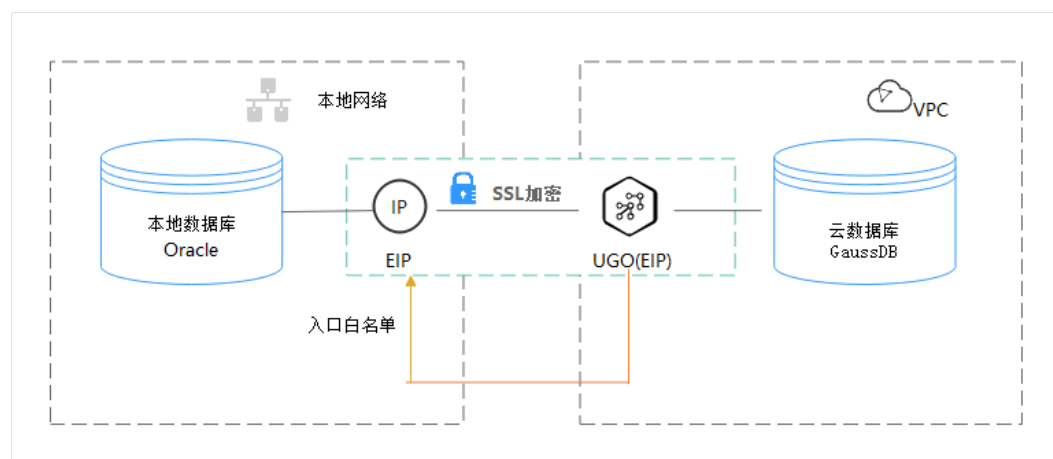 本地网络
VPC
本地数据库
Oracle
IP
SSL加密
云数据库
GaussDB
EIP
UGO(EIP)
入口白名单